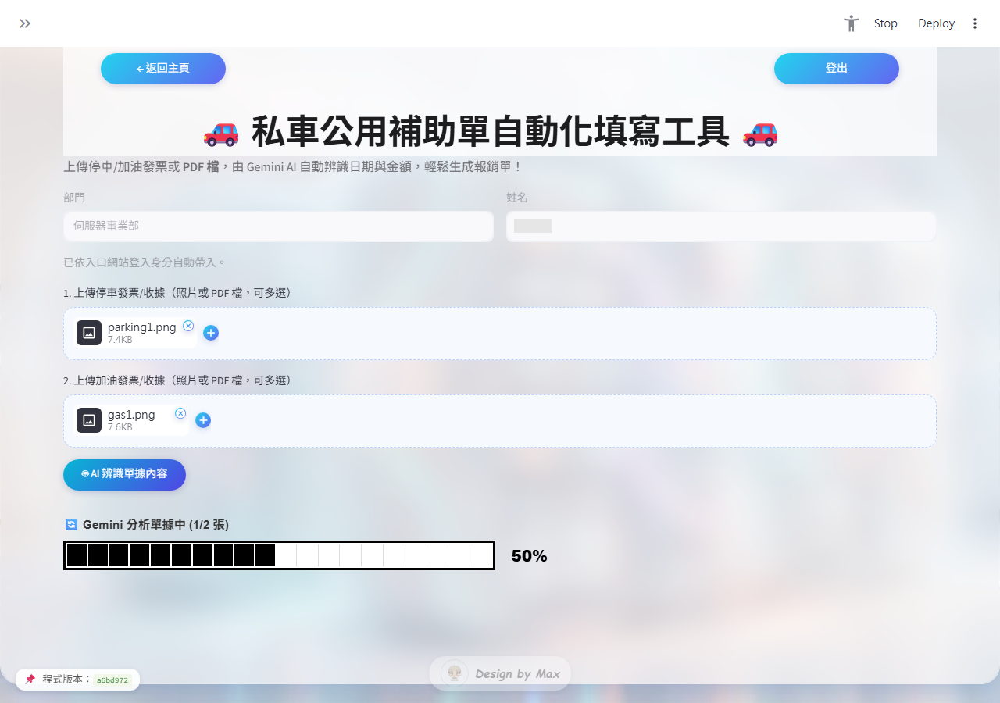 Stop Deploy
←返回主頁 登出
私車公用補助單自動化填寫工具
上傳停車/加油發票或 PDF 檔，由 Gemini AI 自動辨識日期與金額，輕鬆生成報銷單！
部門 姓名
伺服器事業部
已依入口網站登入身分自動帶入。
1. 上傳停車發票/收據（照片或 PDF 檔，可多選）
parking1.png
7.4KB
2. 上傳加油發票/收據（照片或 PDF 檔，可多選）
gas1.png
7.6KB
AI 辨識單據內容
Gemini 分析單據中 (1/2 張)
50%
Design by Max
程式版本： a6bd972